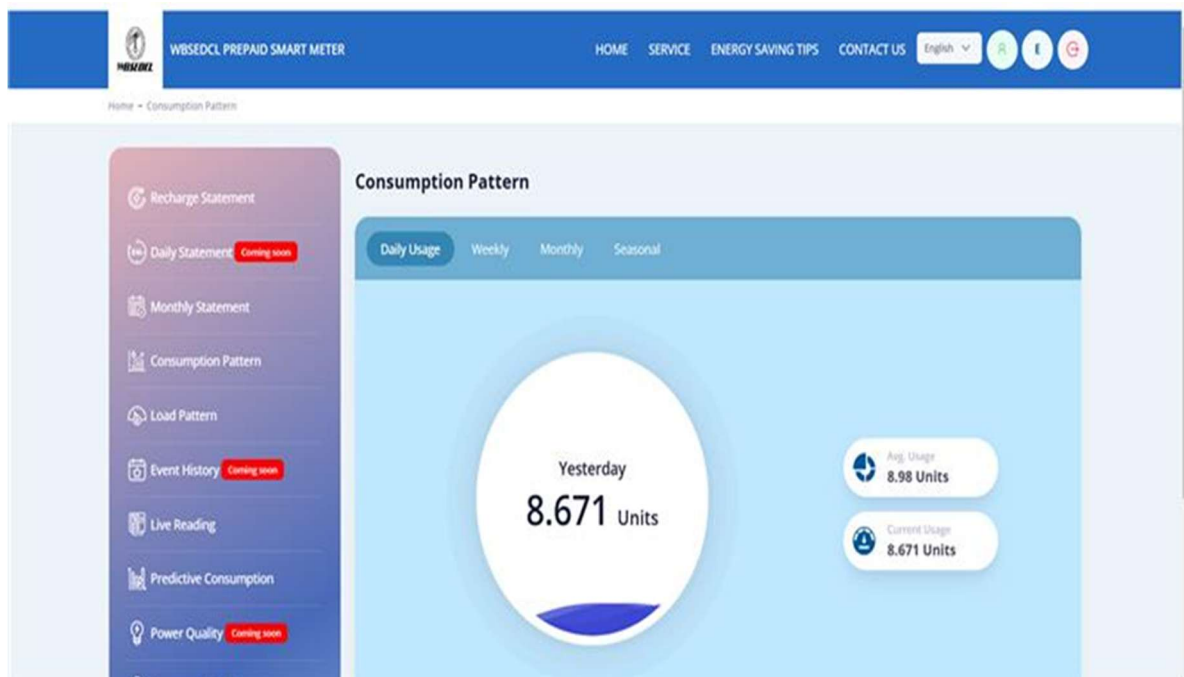 WBSEDCL
WBSEDCL PREPAID SMART METER
HOME SERVICE ENERGY SAVING TIPS CONTACT US English R E
Home - Consumption Pattern
Recharge Statement
Daily Statement Coming soon
Monthly Statement
Consumption Pattern
Load Pattern
Event History Coming soon
Live Reading
Predictive Consumption
Power Quality Coming soon
Consumption Pattern
Daily Usage Weekly Monthly Seasonal
Yesterday
8.671 Units
Avg. Usage
8.98 Units
Current Usage
8.671 Units